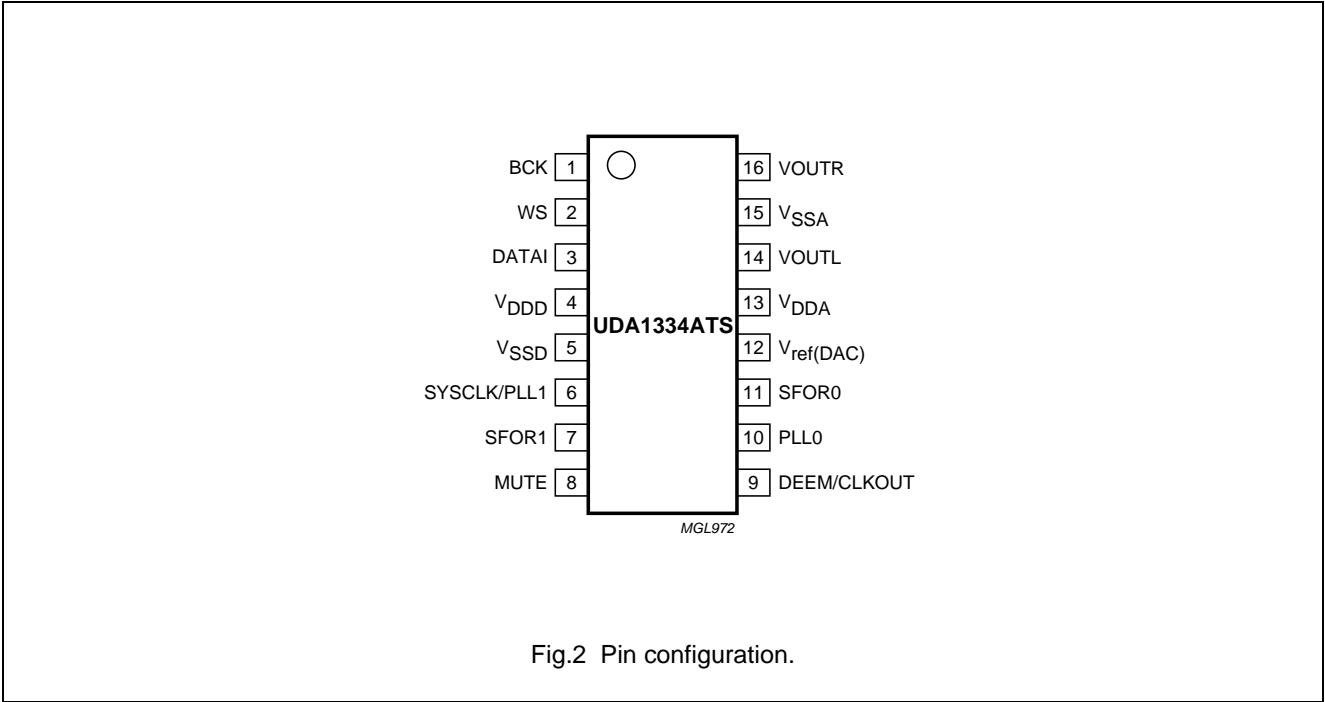 BCK 1 16 VOUTR
WS 2 15 VSSA
DATAI 3 14 VOUTL
VDDD 4 13 VDDA
UDA1334ATS
VSSD 5 12 Vref(DAC)
SYSCLK/PLL1 6 11 SFOR0
SFOR1 7 10 PLL0
MUTE 8 9 DEEM/CLKOUT
MGL972
Fig.2 Pin configuration.